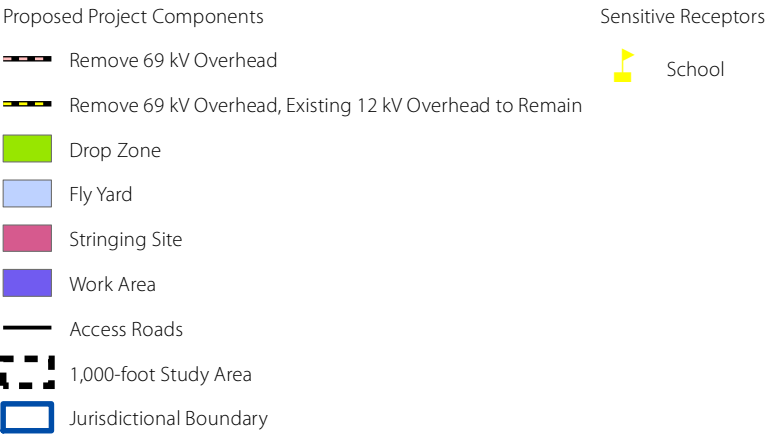 Proposed Project Components
Remove 69 kV Overhead
Remove 69 kV Overhead, Existing 12 kV Overhead to Remain
Drop Zone
Fly Yard
Stringing Site
Work Area
Access Roads
1,000-foot Study Area
Jurisdictional Boundary
Sensitive Receptors
School